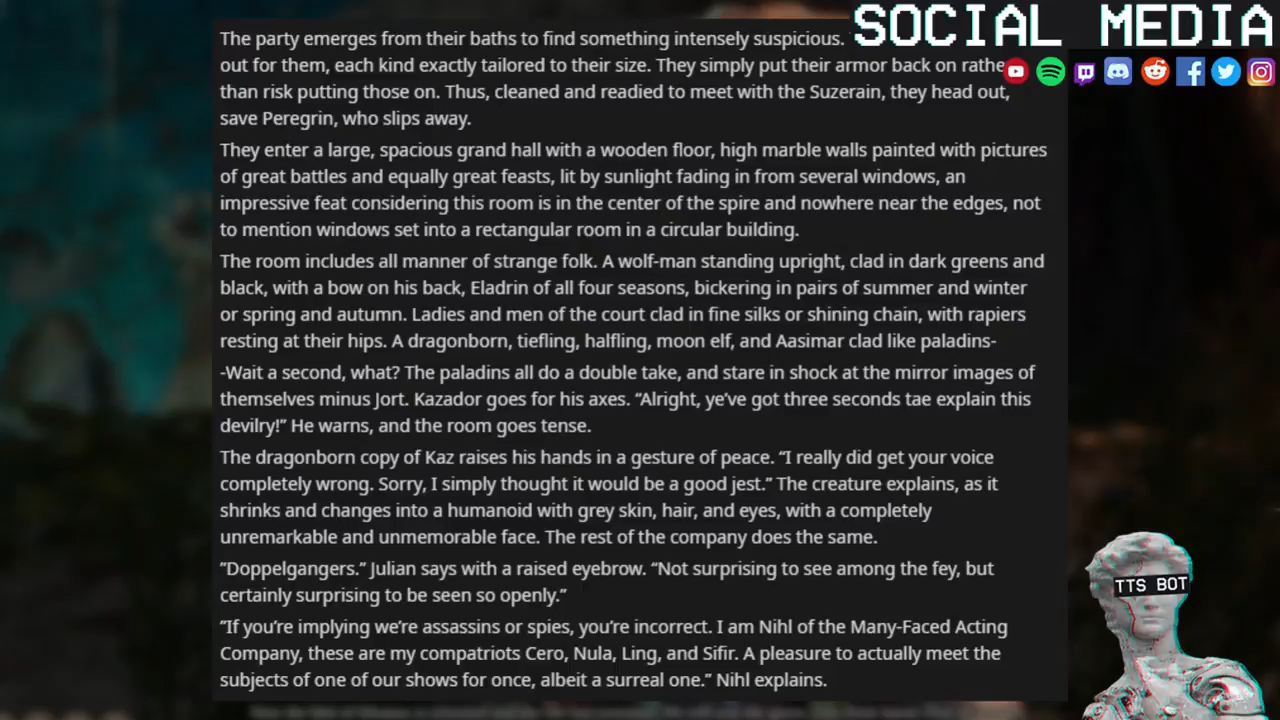 SOCIAL MEDIA
The party emerges from their baths to find something intensely suspicious.
out for them, each kind exactly tailored to their size. They simply put their armor back on rathe
than risk putting those on. Thus, cleaned and readied to meet with the Suzerain, they head out,
save Peregrin, who slips away.
They enter a large, spacious grand hall with a wooden floor, high marble walls painted with pictures
of great battles and equally great feasts, lit by sunlight fading in from several windows, an
impressive feat considering this room is in the center of the spire and nowhere near the edges, not
to mention windows set into a rectangular room in a circular building.
The room includes all manner of strange folk. A wolf-man standing upright, clad in dark greens and
black, with a bow on his back, Eladrin of all four seasons, bickering in pairs of summer and winter
or spring and autumn. Ladies and men of the court clad in fine silks or shining chain, with rapiers
resting at their hips. A dragonborn, tiefling, halfling, moon elf, and Aasimar clad like paladins-
-Wait a second, what? The paladins all do a double take, and stare in shock at the mirror images of
themselves minus Jort. Kazador goes for his axes. “Alright, ye’ve got three seconds tae explain this
devilry!” He warns, and the room goes tense.
The dragonborn copy of Kaz raises his hands in a gesture of peace. “I really did get your voice
completely wrong. Sorry, I simply thought it would be a good jest.” The creature explains, as it
shrinks and changes into a humanoid with grey skin, hair, and eyes, with a completely
unremarkable and unmemorable face. The rest of the company does the same.
“Doppelgangers.” Julian says with a raised eyebrow. “Not surprising to see among the fey, but
certainly surprising to be seen so openly.”
“If you’re implying we’re assassins or spies, you’re incorrect. I am Nihl of the Many-Faced Acting
Company, these are my compatriots Cero, Nula, Ling, and Sifir. A pleasure to actually meet the
subjects of one of our shows for once, albeit a surreal one.” Nihl explains.
TTS BOT